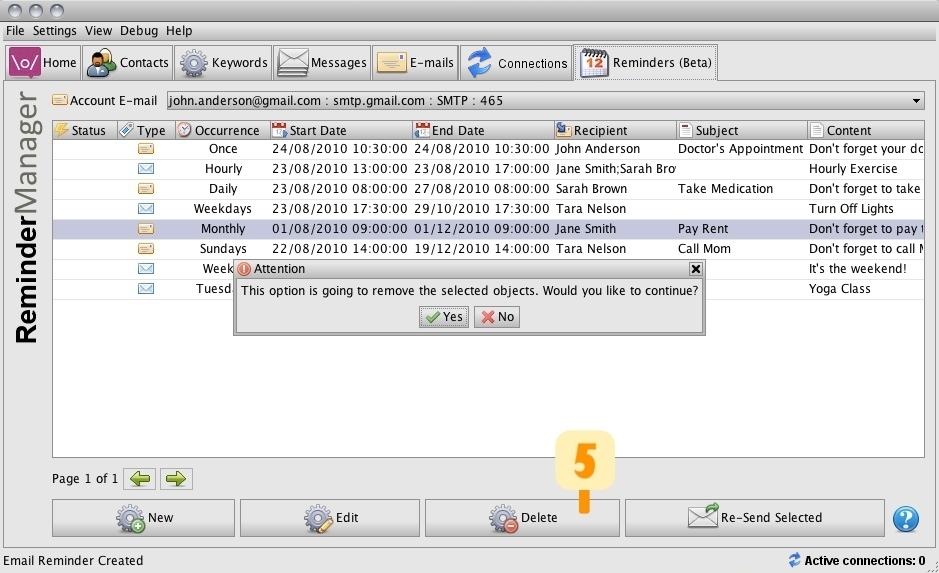 File Settings View Debug Help
\o/ Home Contacts Keywords Messages E-mails Connections 12 Reminders (Beta)
ReminderManager
Account E-mail john.anderson@gmail.com : smtp.gmail.com : SMTP : 465
Status Type Occurrence Start Date End Date Recipient Subject Content
Once 24/08/2010 10:30:00 24/08/2010 10:30:00 John Anderson Doctor's Appointment Don't forget your do
Hourly 23/08/2010 13:00:00 23/08/2010 17:00:00 Jane Smith;Sarah Bro Hourly Exercise
Daily 23/08/2010 08:00:00 27/08/2010 08:00:00 Sarah Brown Take Medication Don't forget to take
Weekdays 23/08/2010 17:30:00 29/10/2010 17:30:00 Tara Nelson Turn Off Lights
Monthly 01/08/2010 09:00:00 01/12/2010 09:00:00 Jane Smith Pay Rent Don't forget to pay t
Sundays 22/08/2010 14:00:00 19/12/2010 14:00:00 Tara Nelson Call Mom Don't forget to call M
Week It's the weekend!
Tuesd Yoga Class
Attention
This option is going to remove the selected objects. Would you like to continue?
Yes No
Page 1 of 1
5
New Edit Delete Re-Send Selected ?
Email Reminder Created Active connections: 0